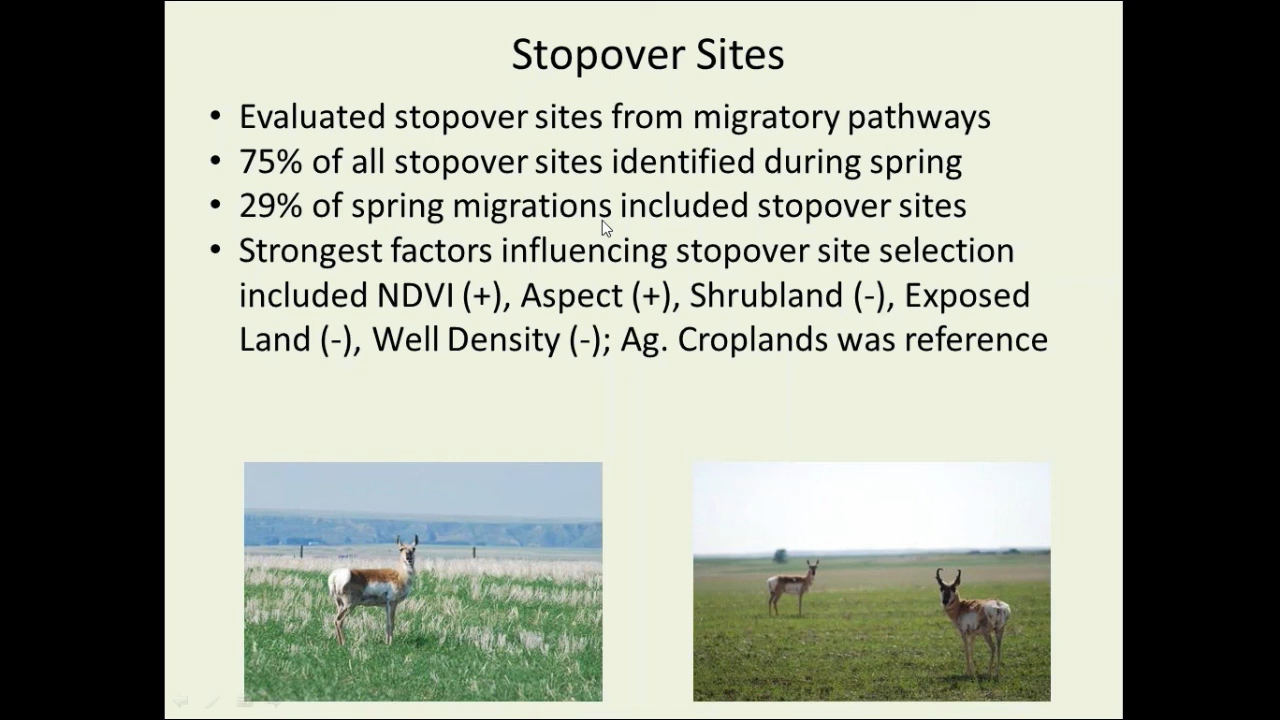 Stopover Sites
• Evaluated stopover sites from migratory pathways
• 75% of all stopover sites identified during spring
• 29% of spring migrations included stopover sites
• Strongest factors influencing stopover site selection
included NDVI (+), Aspect (+), Shrubland (-), Exposed
Land (-), Well Density (-); Ag. Croplands was reference